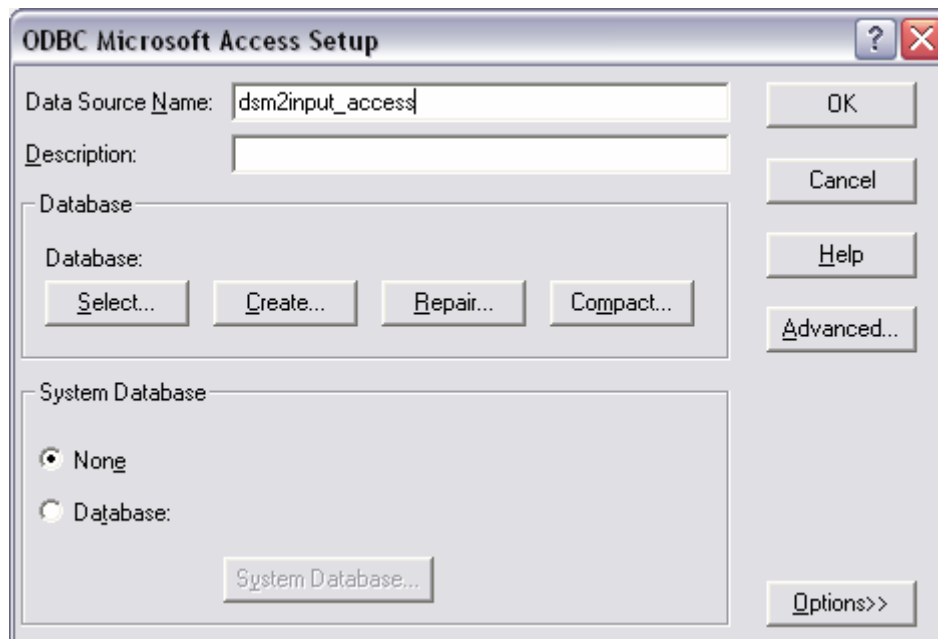 ODBC Microsoft Access Setup
Data Source Name: dsm2input_access OK
Description:
Cancel
Database
Database:
Help
Select... Create... Repair... Compact...
Advanced...
System Database
None
Database:
System Database...
Options>>